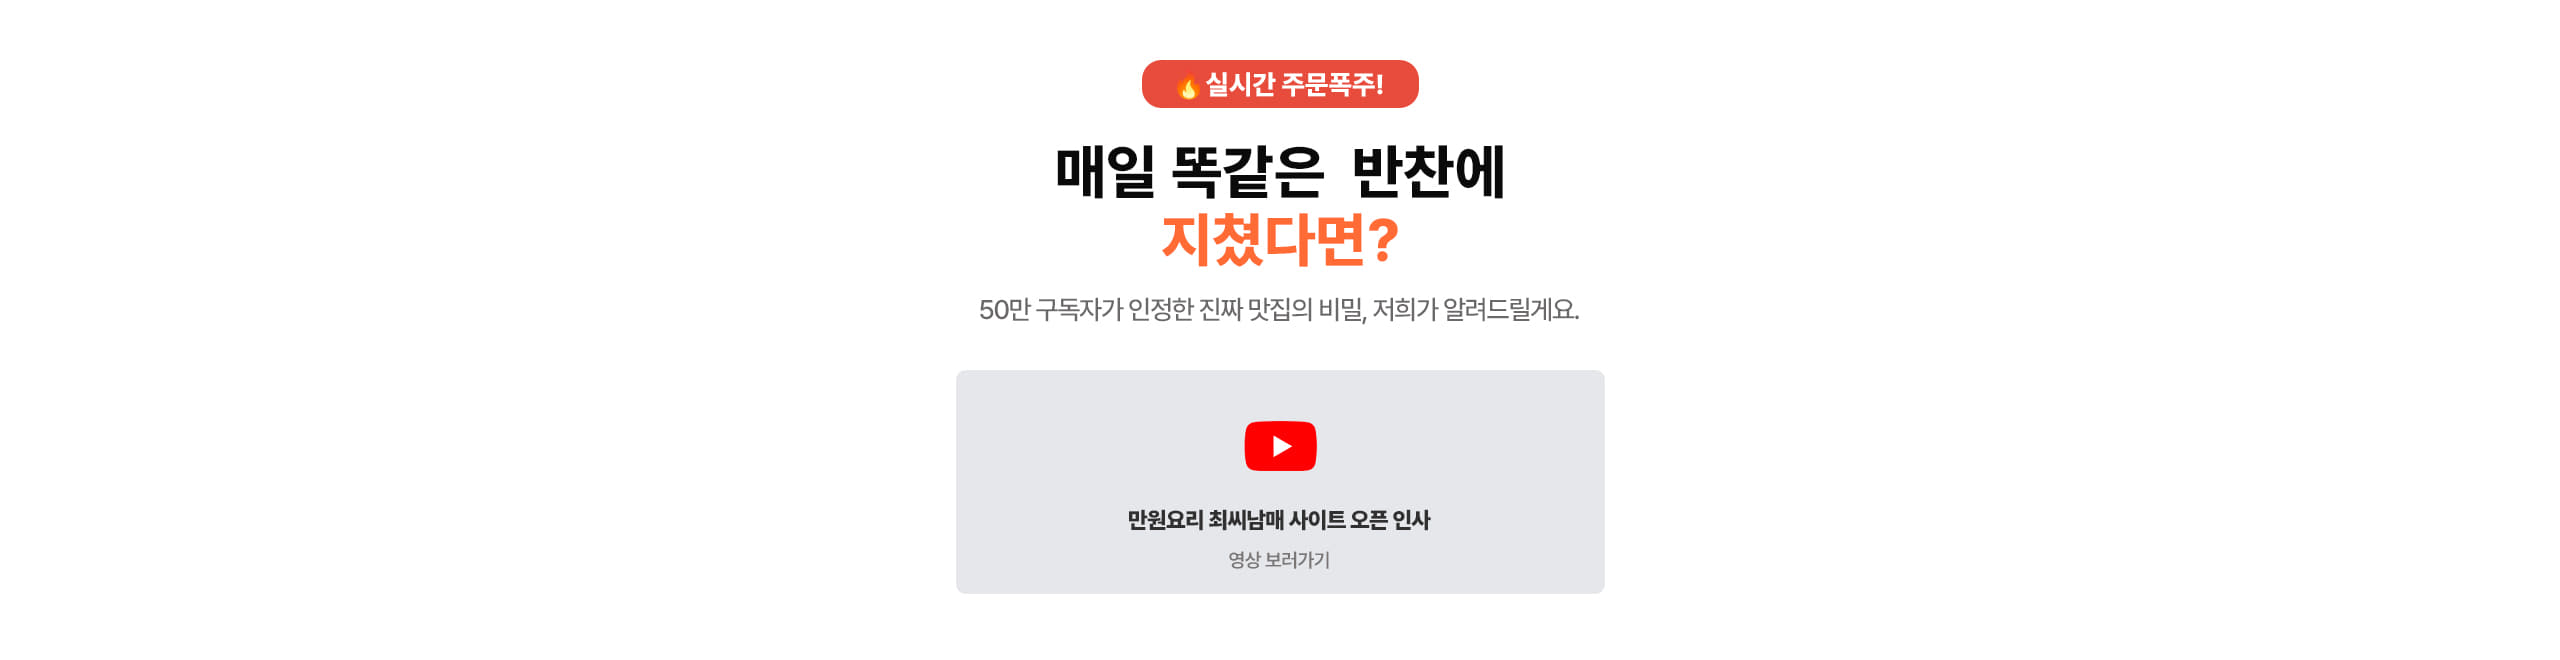 🔥 실시간 주문폭주!
매일 똑같은 반찬에
지쳤다면?
50만 구독자가 인정한 진짜 맛집의 비밀, 저희가 알려드릴게요.
만원요리 최씨남매 사이트 오픈 인사
영상 보러가기